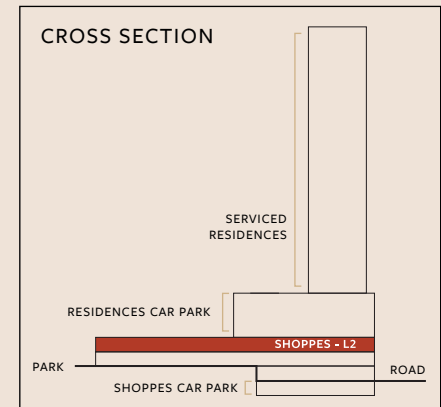 CROSS SECTION
SERVICED
RESIDENCES
RESIDENCES CAR PARK
SHOPPES - L2
PARK
ROAD
SHOPPES CAR PARK